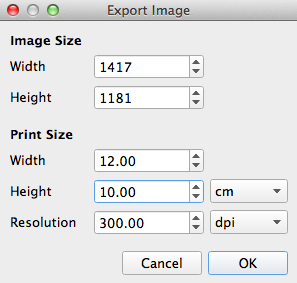 Export Image
Image Size
Width 1417
Height 1181
Print Size
Width 12.00
Height 10.00 cm
Resolution 300.00 dpi
Cancel OK